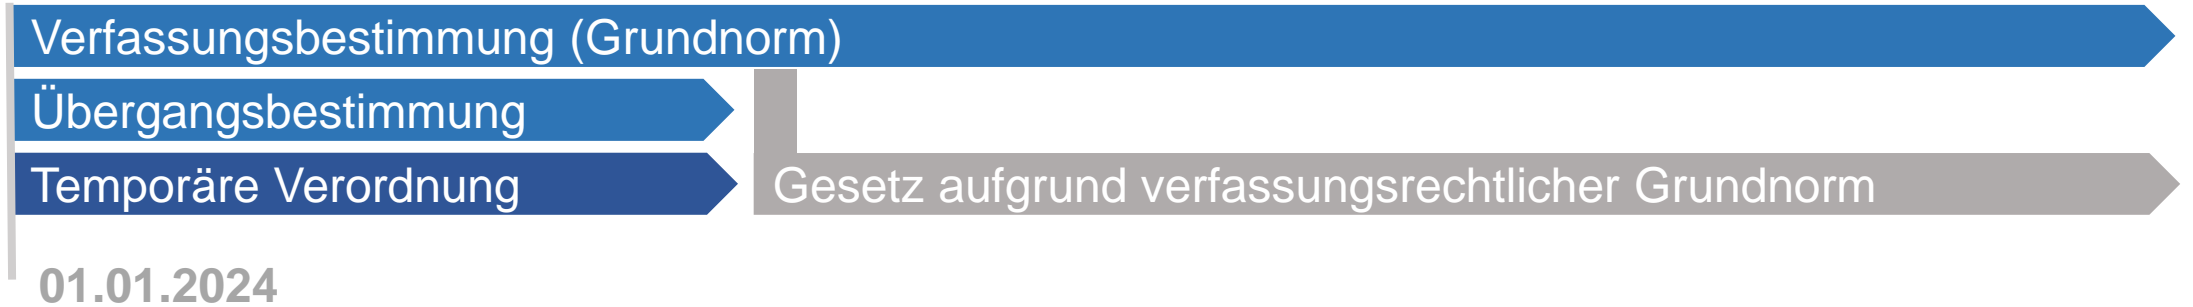 Verfassungsbestimmung (Grundnorm)
Übergangsbestimmung
Temporäre Verordnung
Gesetz aufgrund verfassungsrechtlicher Grundnorm
01.01.2024